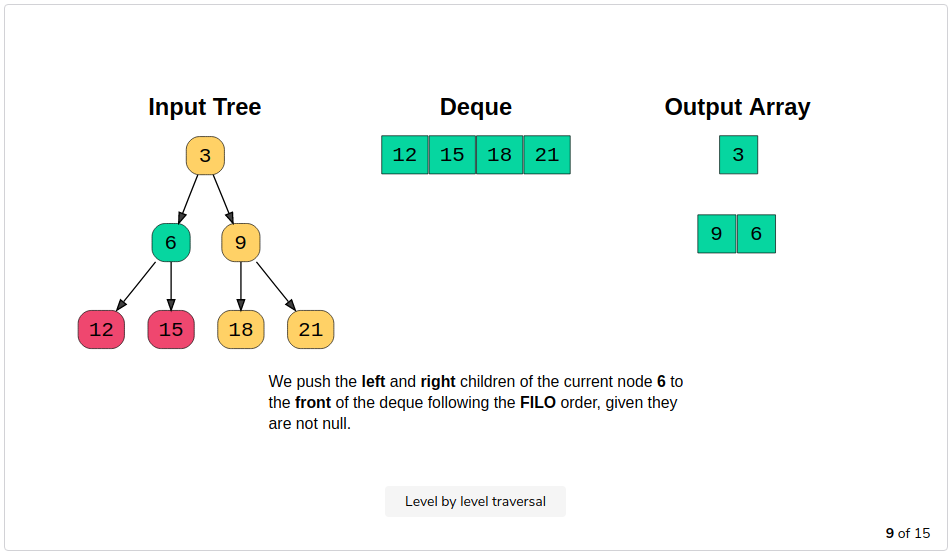 Input Tree
Deque
Output Array
3
12 15 18 21
3
9 6
6 9
12 15 18 21
We push the left and right children of the current node 6 to
the front of the deque following the FILO order, given they
are not null.
Level by level traversal
9 of 15